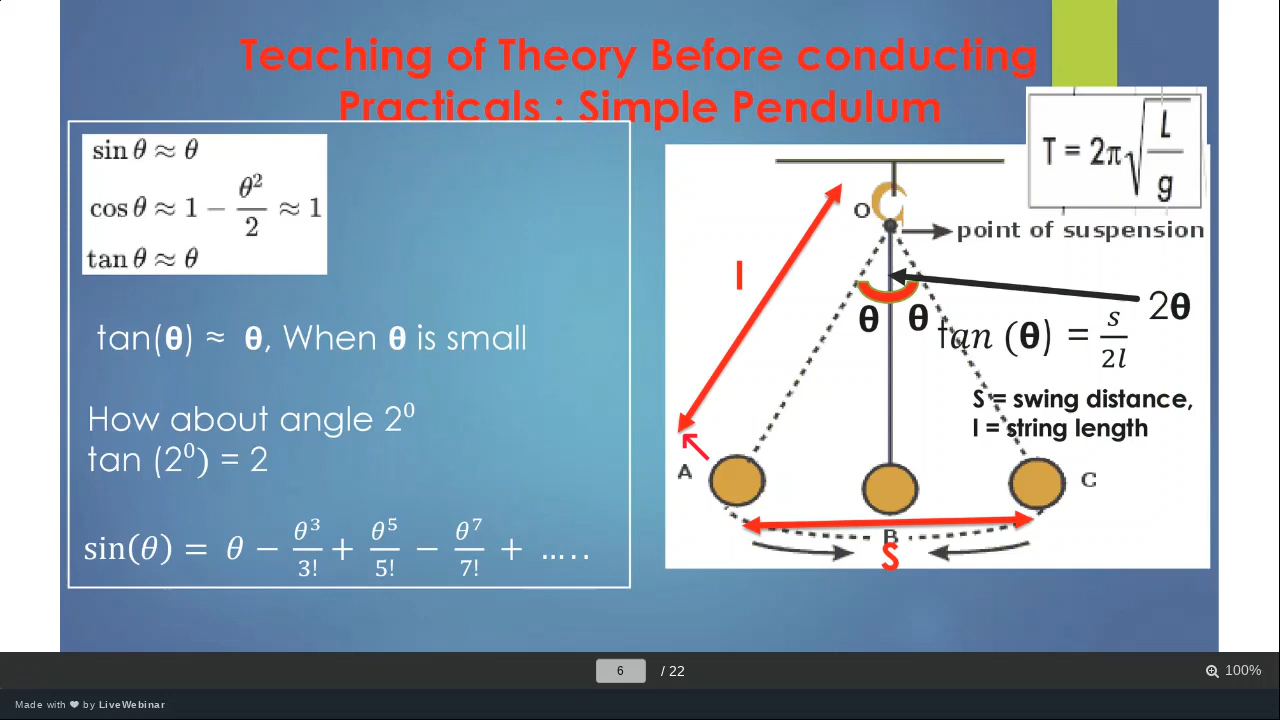 Teaching of Theory Before conducting
Practicals : Simple Pendulum
sin θ ≈ θ
cos θ ≈ 1 − θ²/2 ≈ 1
tan θ ≈ θ
tan(θ) ≈ θ, When θ is small
How about angle 2⁰
tan (2⁰) = 2
sin(θ) = θ − θ³/3! + θ⁵/5! − θ⁷/7! + .....
T = 2π√(L/g)
O
point of suspension
l
2θ
θ θ
tan (θ) = s/2l
S = swing distance,
l = string length
A
C
B
S
6 / 22
100%
Made with ❤ by LiveWebinar